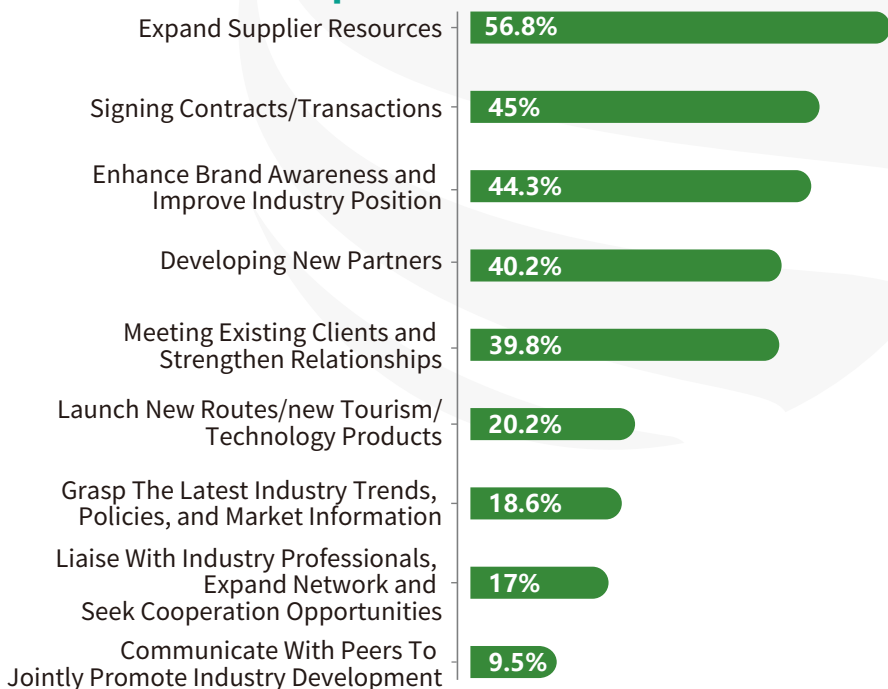 Expand Supplier Resources
56.8%
Signing Contracts/Transactions
45%
Enhance Brand Awareness and
Improve Industry Position
44.3%
Developing New Partners
40.2%
Meeting Existing Clients and
Strengthen Relationships
39.8%
Launch New Routes/new Tourism/
Technology Products
20.2%
Grasp The Latest Industry Trends,
Policies, and Market Information
18.6%
Liaise With Industry Professionals,
Expand Network and
Seek Cooperation Opportunities
17%
Communicate With Peers To
Jointly Promote Industry Development
9.5%